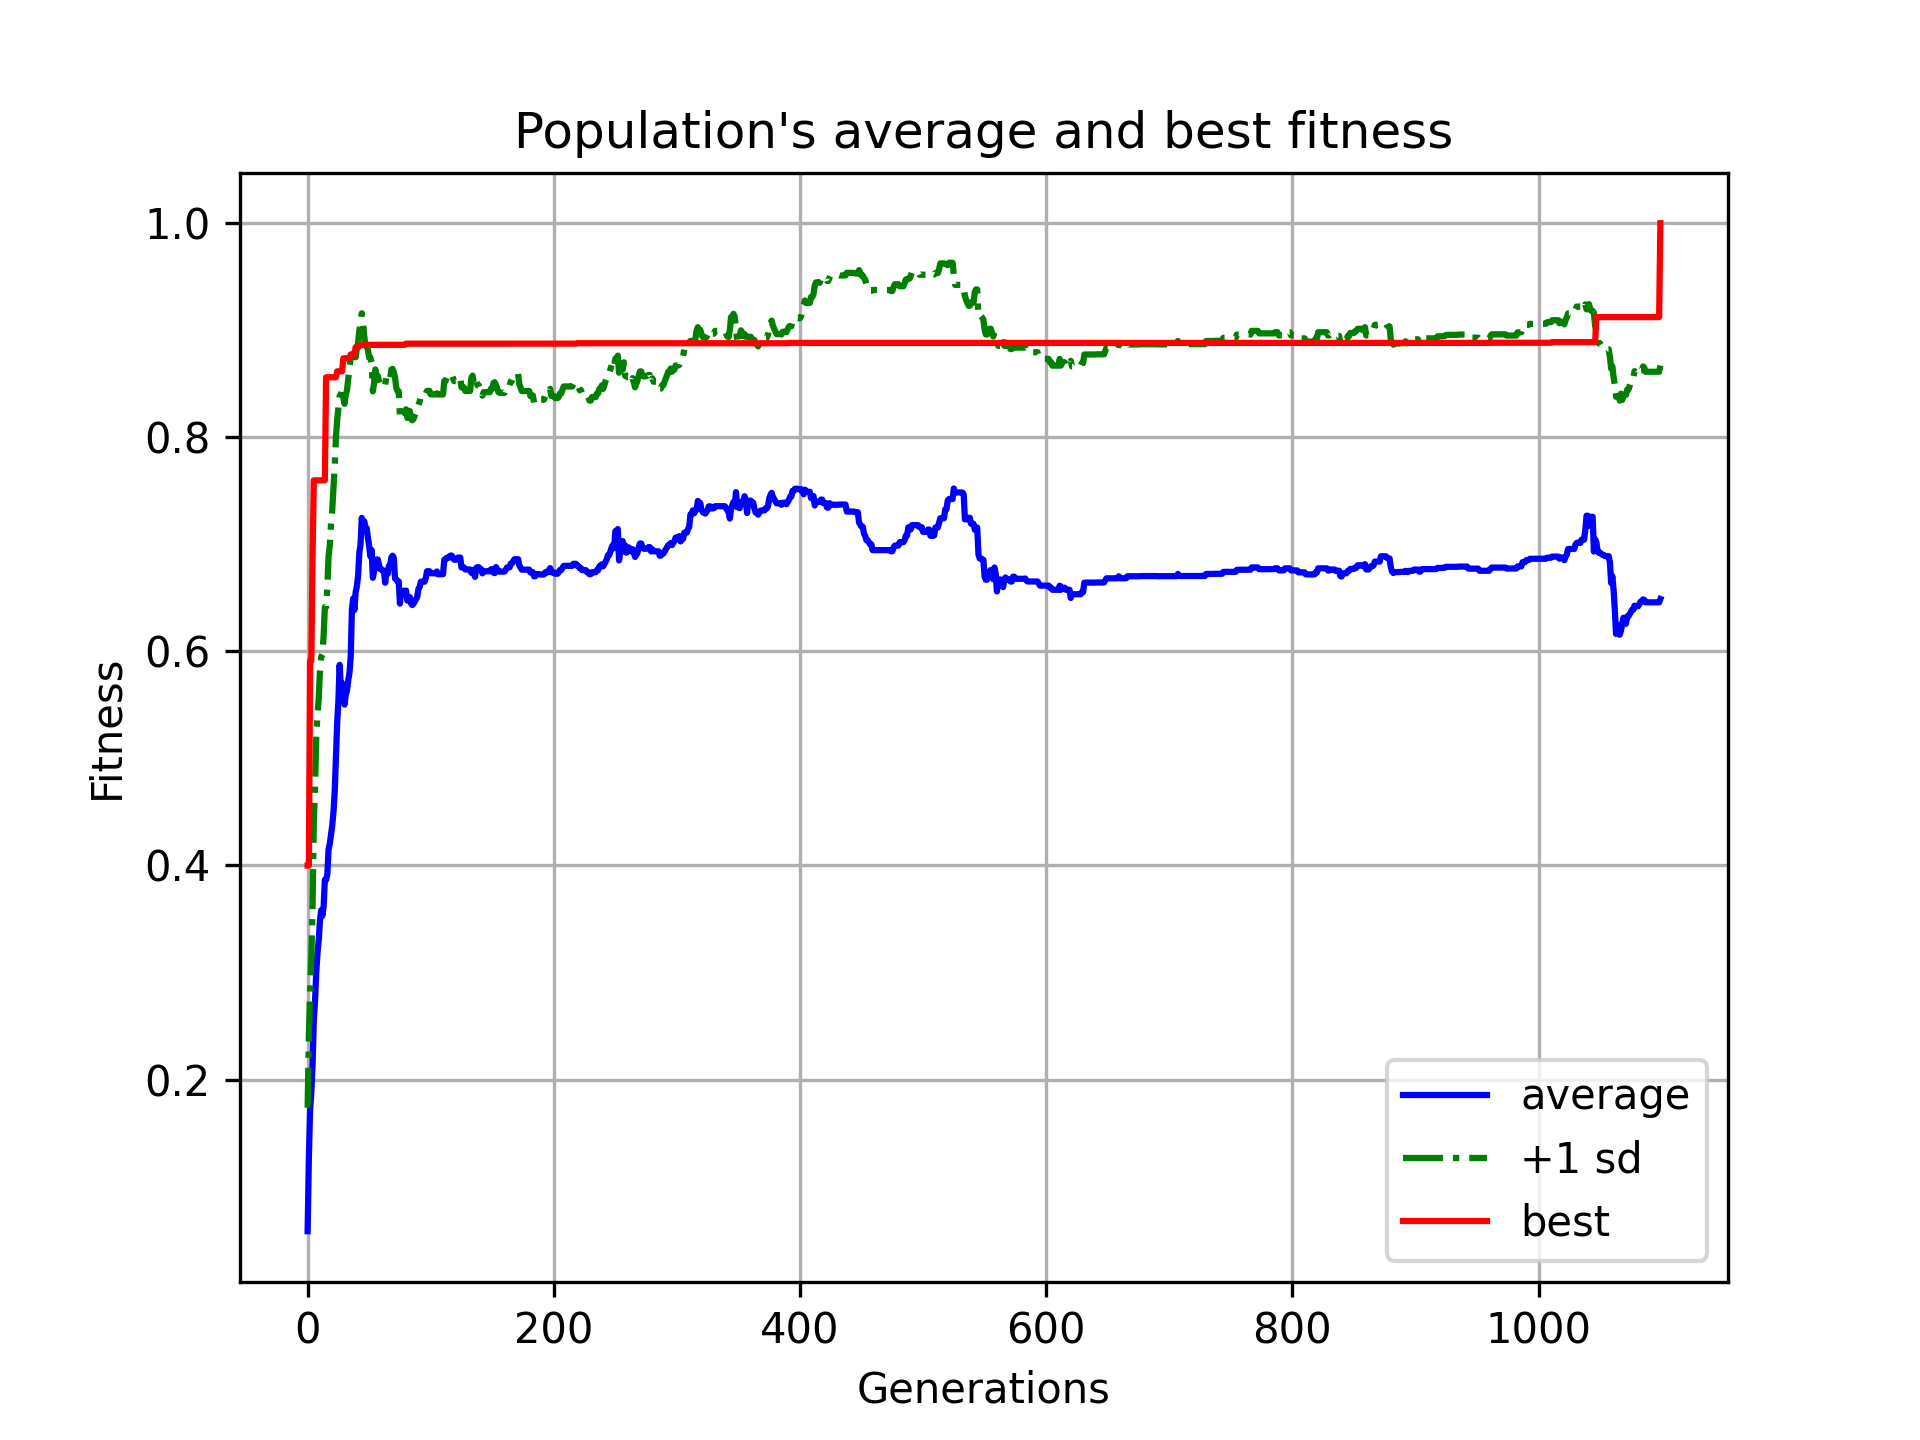 Population's average and best fitness
1.0
0.8
0.6
0.4
0.2
Fitness
0 200 400 600 800 1000
Generations
average
+1 sd
best